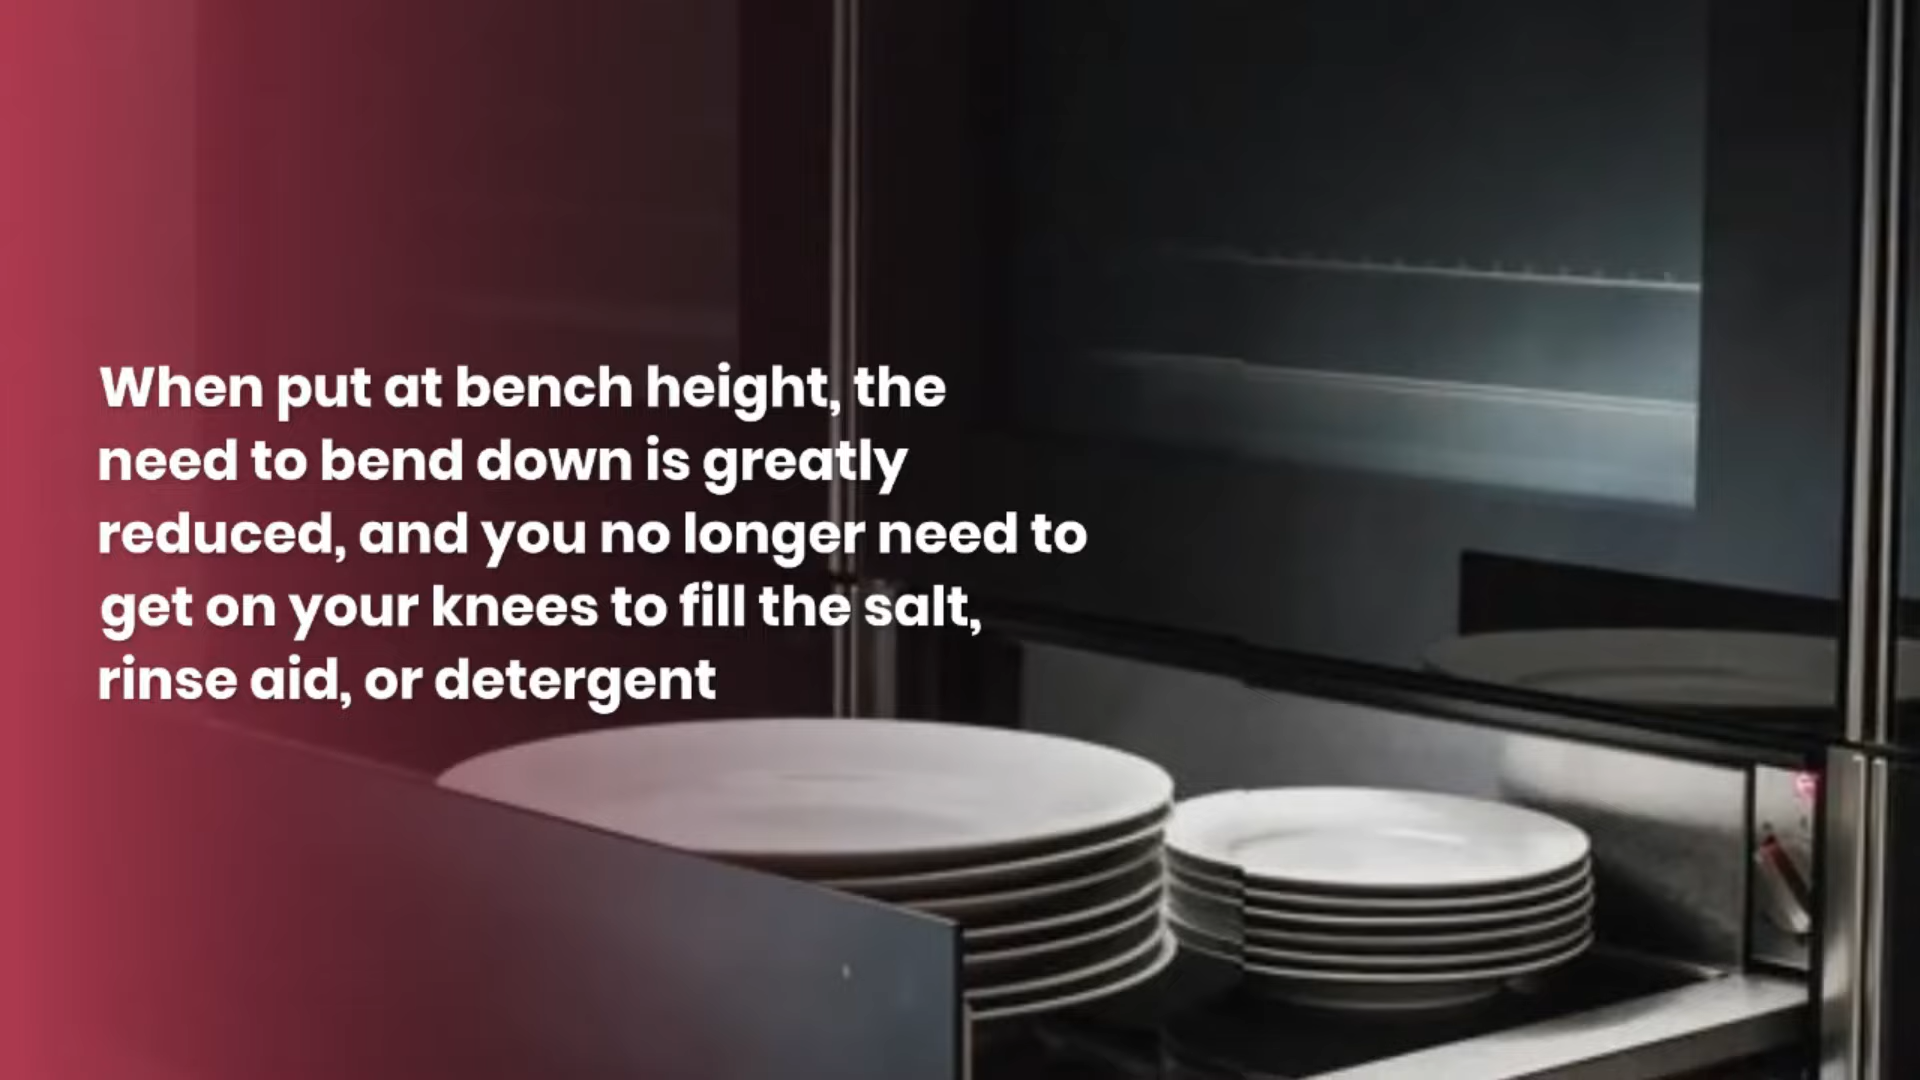 When put at bench height, the
need to bend down is greatly
reduced, and you no longer need to
get on your knees to fill the salt,
rinse aid, or detergent